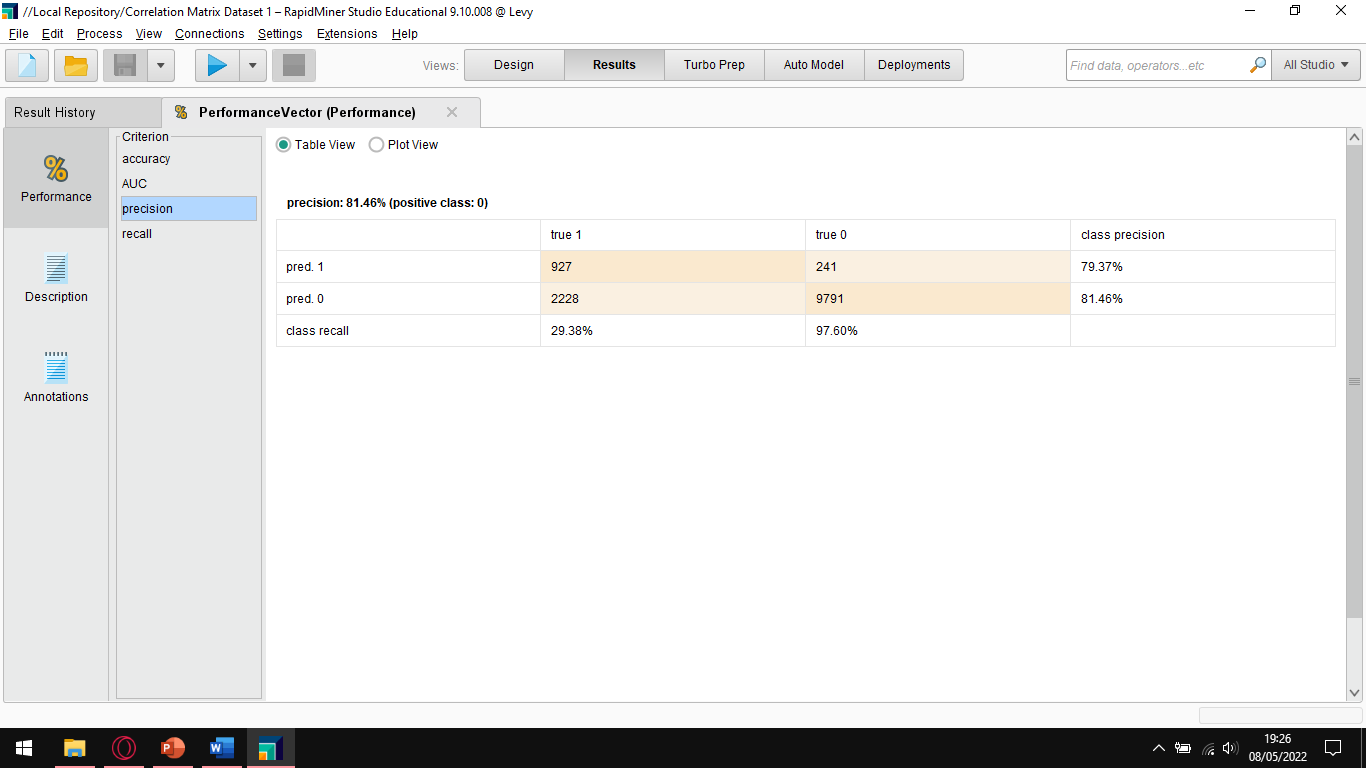 //Local Repository/Correlation Matrix Dataset 1 – RapidMiner Studio Educational 9.10.008 @ Levy
File Edit Process View Connections Settings Extensions Help
Views: Design Results Turbo Prep Auto Model Deployments Find data, operators...etc All Studio
Result History PerformanceVector (Performance)
Performance
Description
Annotations
Criterion
accuracy
AUC
precision
recall
Table View Plot View
precision: 81.46% (positive class: 0)
true 1 true 0 class precision
pred. 1 927 241 79.37%
pred. 0 2228 9791 81.46%
class recall 29.38% 97.60%
19:26
08/05/2022